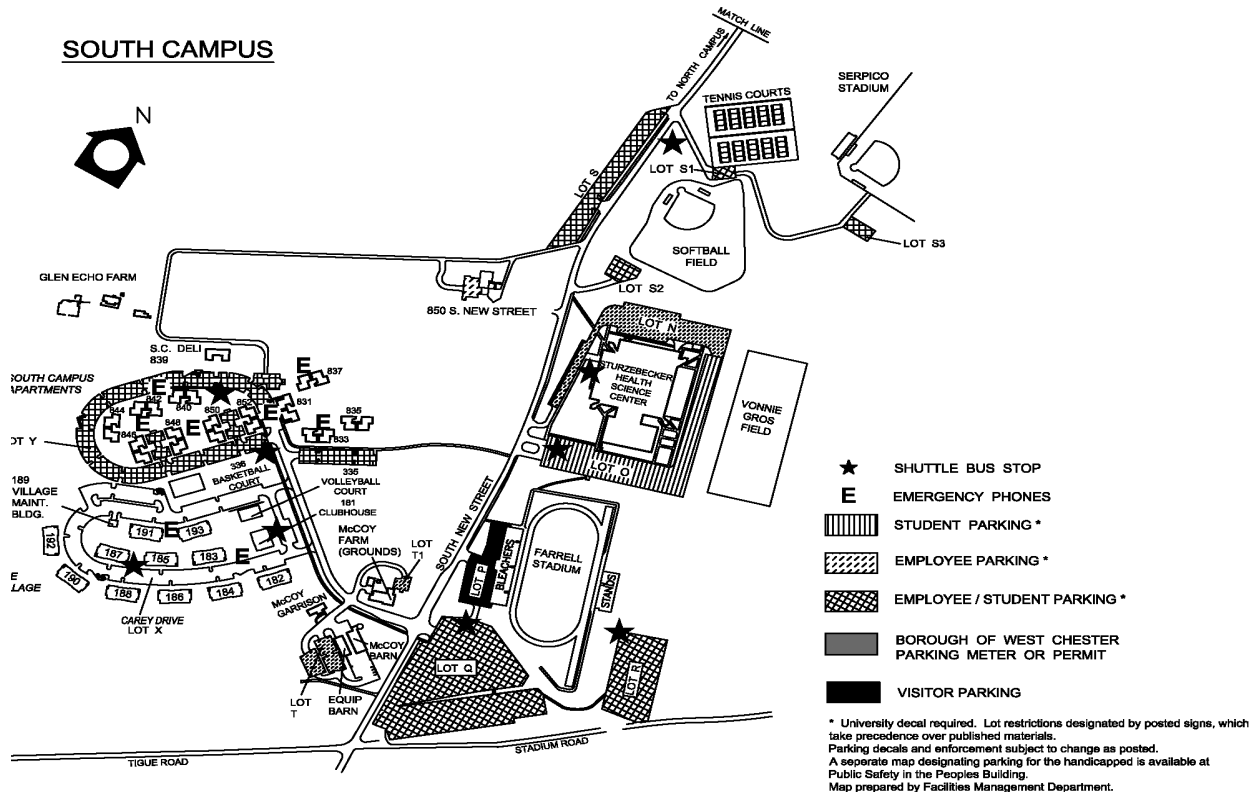 MATCH LINE
SOUTH CAMPUS
TO NORTH CAMPUS
N
TENNIS COURTS
SERPICO
STADIUM
LOT S
LOT S1
LOT S3
SOFTBALL
FIELD
GLEN ECHO FARM
LOT S2
850 S. NEW STREET
LOT N
S.C. DELI
839
STURZEBECKER
HEALTH
SCIENCE
CENTER
VONNIE
GROS
FIELD
SOUTH CAMPUS
APARTMENTS
E
837
E
842
840
844
850
852
E
831
E
846
848
E
E
835
833
OT Y
336
BASKETBALL
COURT
335
VOLLEYBALL
COURT
181
CLUBHOUSE
LOT O
189
VILLAGE
MAINT.
BLDG.
191
E
193
192
187
185
183
E
190
188
186
184
182
E
LAGE
CAREY DRIVE
LOT X
McCOY
FARM
(GROUNDS)
LOT
T1
SOUTH NEW STREET
LOT P
BLEACHERS
FARRELL
STADIUM
STANDS
McCOY
GARRISON
McCOY
BARN
LOT
T
EQUIP
BARN
LOT Q
LOT R
TIGUE ROAD
STADIUM ROAD
SHUTTLE BUS STOP
E EMERGENCY PHONES
STUDENT PARKING *
EMPLOYEE PARKING *
EMPLOYEE / STUDENT PARKING *
BOROUGH OF WEST CHESTER
PARKING METER OR PERMIT
VISITOR PARKING
* University decal required. Lot restrictions designated by posted signs, which
take precedence over published materials.
Parking decals and enforcement subject to change as posted.
A seperate map designating parking for the handicapped is available at
Public Safety in the Peoples Building.
Map prepared by Facilities Management Department.